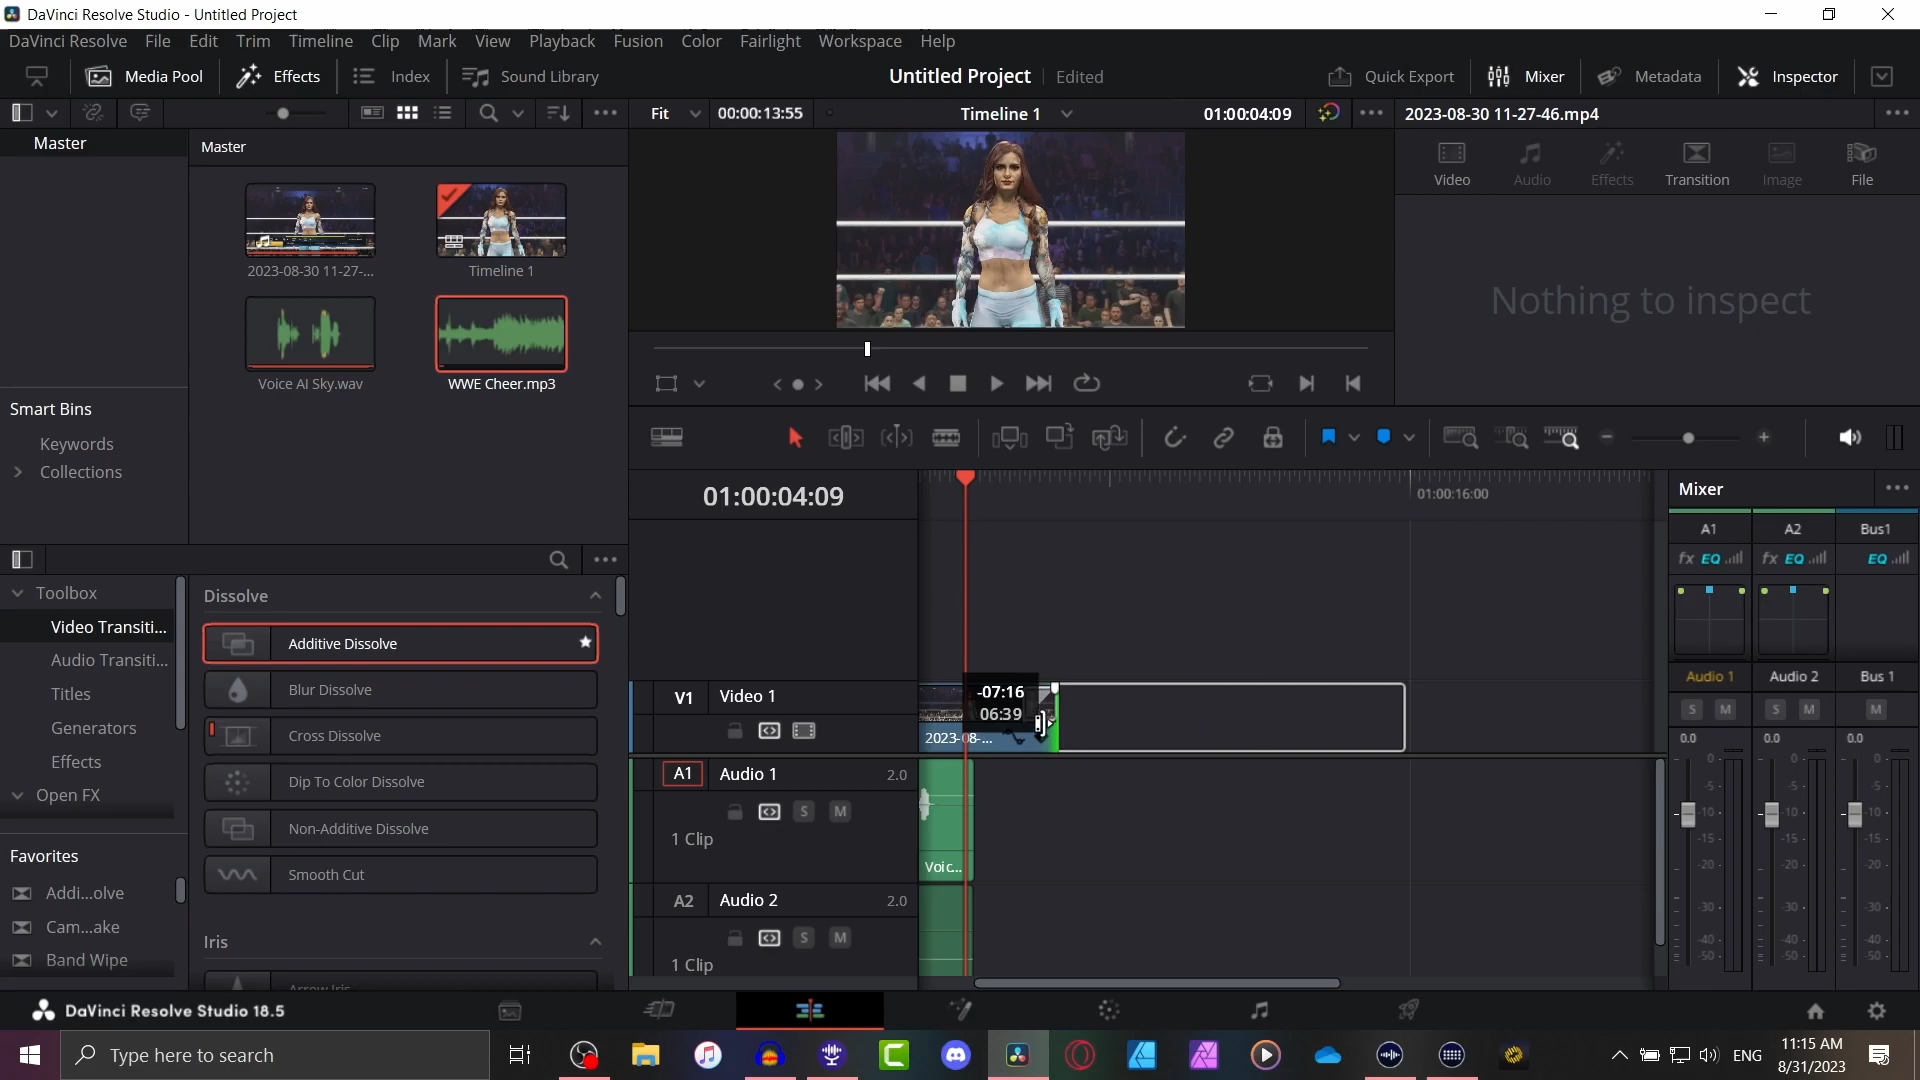 DaVinci Resolve Studio - Untitled Project
DaVinci Resolve File Edit Trim Timeline Clip Mark View Playback Fusion Color Fairlight Workspace Help
Media Pool Effects Index Sound Library Untitled Project Edited Quick Export Mixer Metadata Inspector
Fit 00:00:13:55 Timeline 1 01:00:04:09 2023-08-30 11-27-46.mp4
Master Master
Video Audio Effects Transition Image File
2023-08-30 11-27-... Timeline 1
Nothing to inspect
Voice AI Sky.wav WWE Cheer.mp3
Smart Bins
Keywords
Collections
01:00:04:09 01:00:16:00 Mixer
A1 A2 Bus1
fx EQ fx EQ EQ
Toolbox Dissolve
Video Transiti... Additive Dissolve
Audio Transiti... Blur Dissolve
Titles
Generators Cross Dissolve
Effects Dip To Color Dissolve
Open FX Non-Additive Dissolve
Favorites Smooth Cut
Addi...olve
Cam...ake Iris
Band Wipe Arrow Iris
V1 Video 1 -07:16
06:39
2023-08-...
A1 Audio 1 2.0
S M
1 Clip Voic...
A2 Audio 2 2.0
S M
1 Clip
Audio 1 Audio 2 Bus 1
S M S M M
0.0 0.0 0.0
0 0 0
-5 -5 -5
-10 -10 -10
-15 -15 -15
-20 -20 -20
-30 -30 -30
-40 -40 -40
-50 -50 -50
DaVinci Resolve Studio 18.5
Type here to search ENG 11:15 AM
8/31/2023